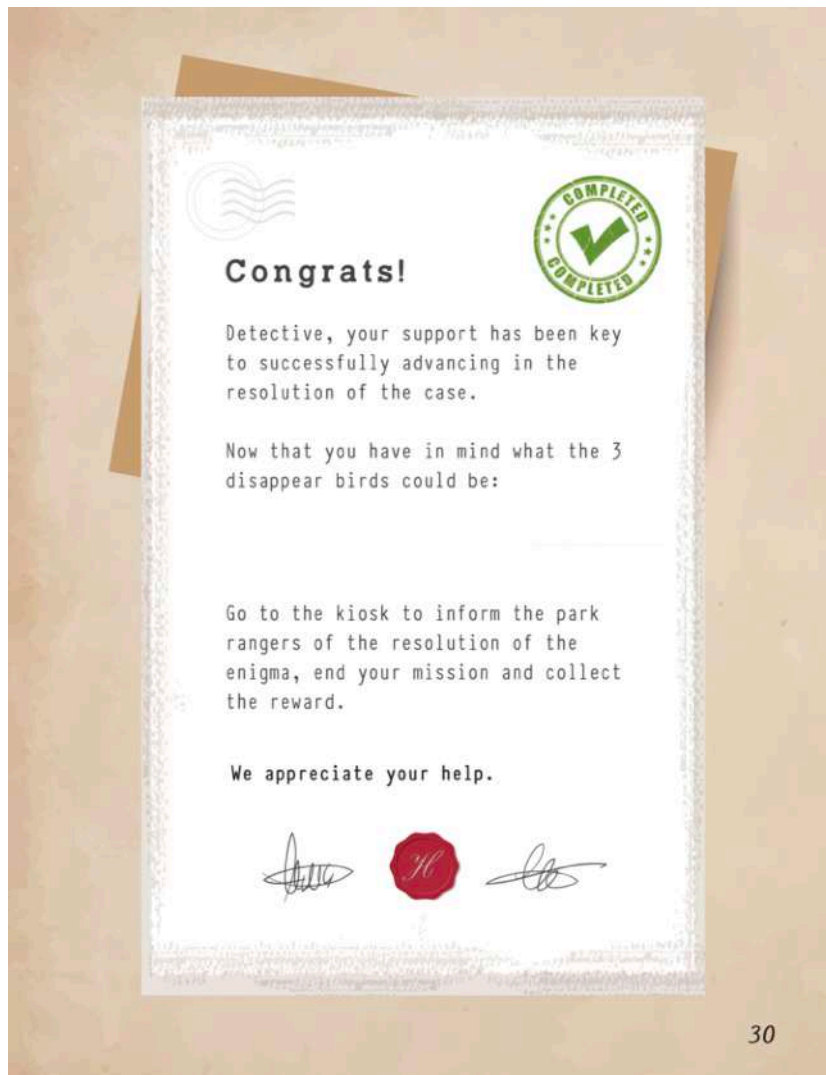 COMPLETED
COMPLETED
Congrats!
Detective, your support has been key
to successfully advancing in the
resolution of the case.
Now that you have in mind what the 3
disappear birds could be:
Go to the kiosk to inform the park
rangers of the resolution of the
enigma, end your mission and collect
the reward.
We appreciate your help.
H
30